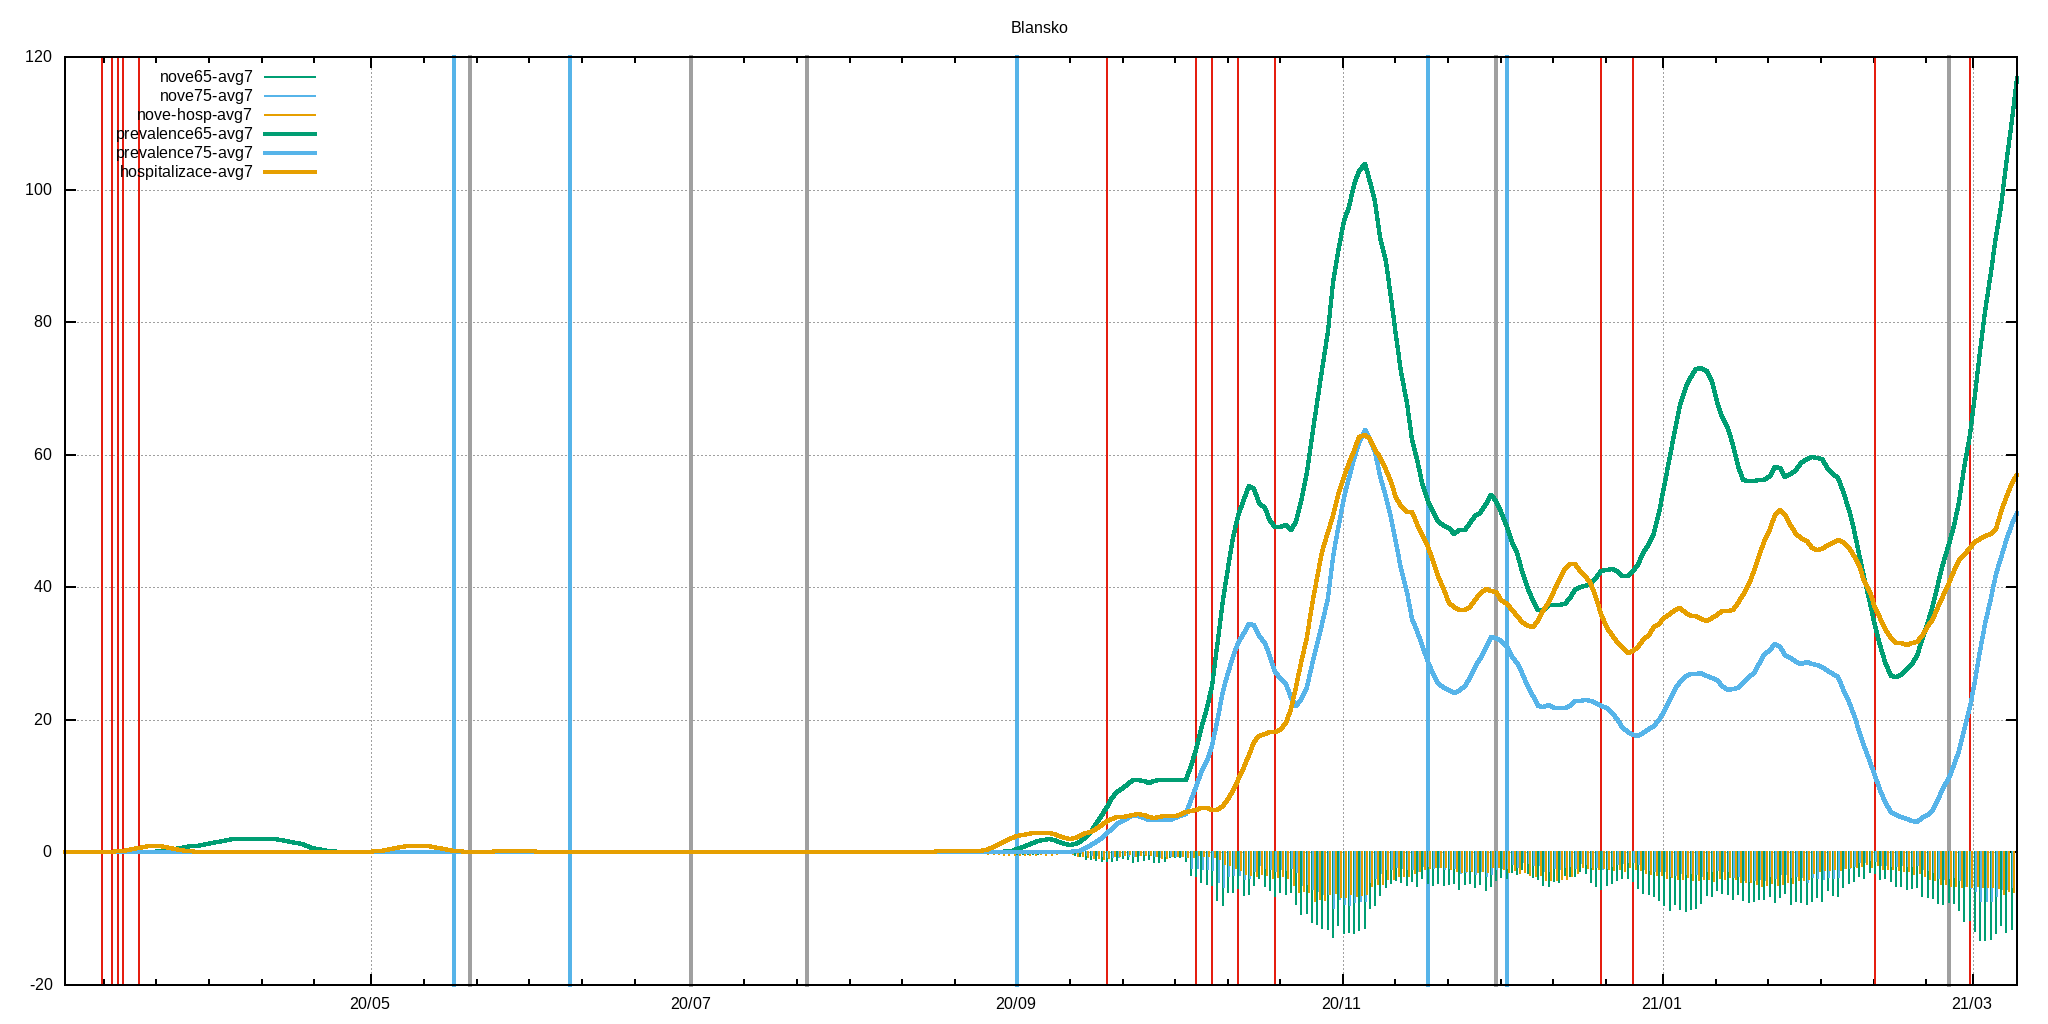 Blansko
120
100
80
60
40
20
0
-20
nove65-avg7
nove75-avg7
nove-hosp-avg7
prevalence65-avg7
prevalence75-avg7
hospitalizace-avg7
20/05
20/07
20/09
20/11
21/01
21/03